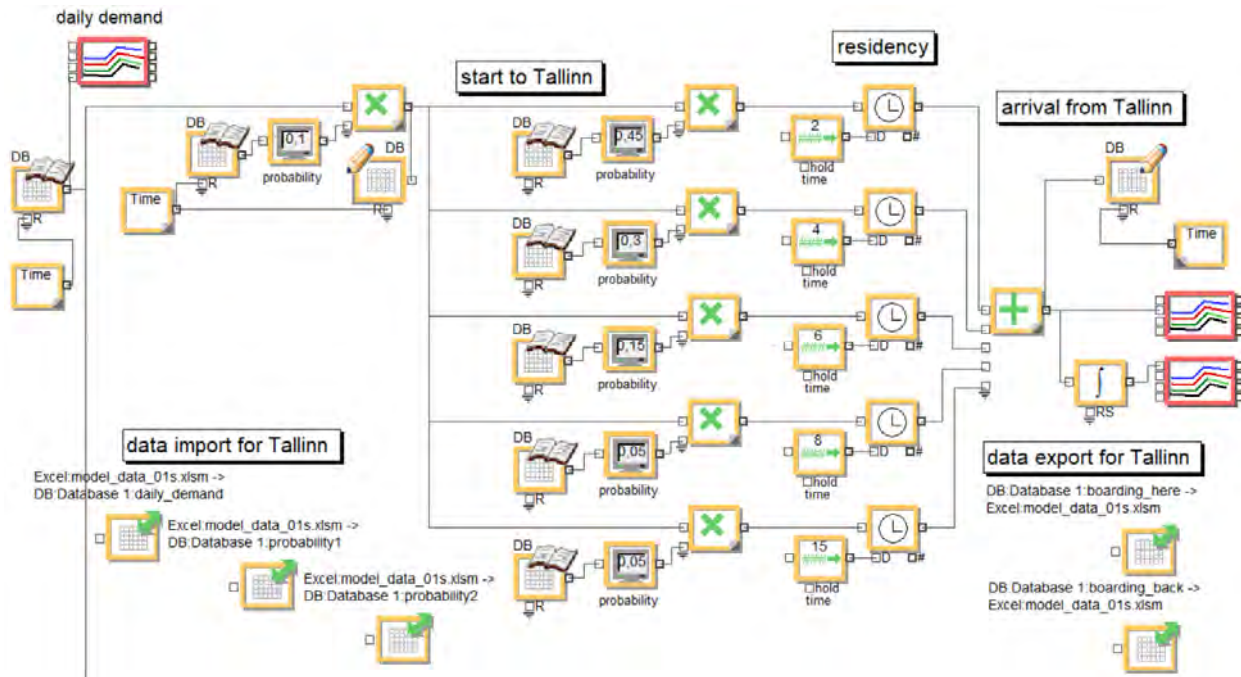 daily demand
residency
start to Tallinn
arrival from Tallinn
DB
DB
0,1
DB
probability
R
Time
R
DB
R
Time
DB
0,45
probability
R
2
hold
time
D
#
DB
R
Time
DB
0,3
probability
R
4
hold
time
D
#
DB
0,15
probability
R
6
hold
time
D
#
RS
DB
0,05
probability
R
8
hold
time
D
#
DB
0,05
probability
R
15
hold
time
D
#
data import for Tallinn
Excel:model_data_01s.xlsm ->
DB:Database 1:daily_demand
Excel:model_data_01s.xlsm ->
DB:Database 1:probability1
Excel:model_data_01s.xlsm ->
DB:Database 1:probability2
data export for Tallinn
DB:Database 1:boarding_here ->
Excel:model_data_01s.xlsm
DB:Database 1:boarding_back ->
Excel:model_data_01s.xlsm